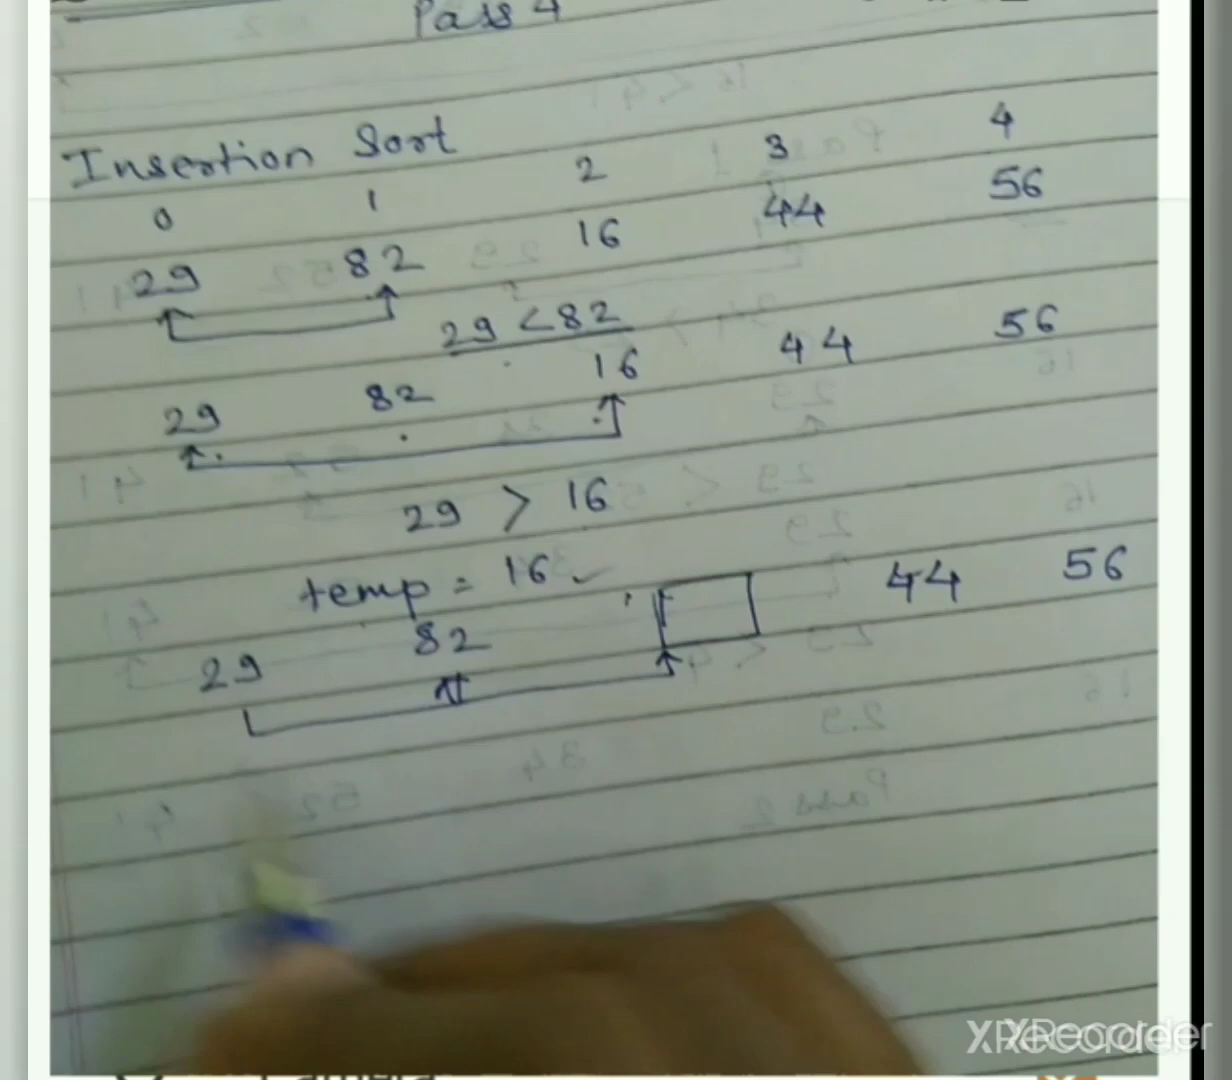 Pass 4
Insertion Sort
0 1 2 3 4
29 82 16 44 56
29 < 82
29 82 16 44 56
29 > 16
temp = 16
29 82 44 56
XRecorder